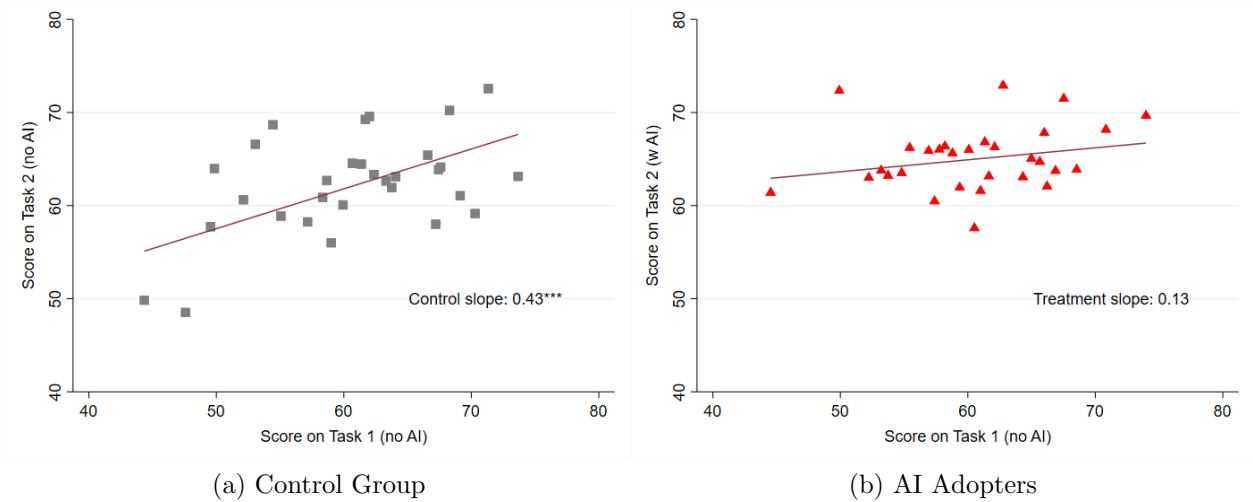 80
70
60
50
40
Score on Task 2 (no AI)
Control slope: 0.43***
40 50 60 70 80
Score on Task 1 (no AI)
(a) Control Group
80
70
60
50
40
Score on Task 2 (w AI)
Treatment slope: 0.13
40 50 60 70 80
Score on Task 1 (no AI)
(b) AI Adopters